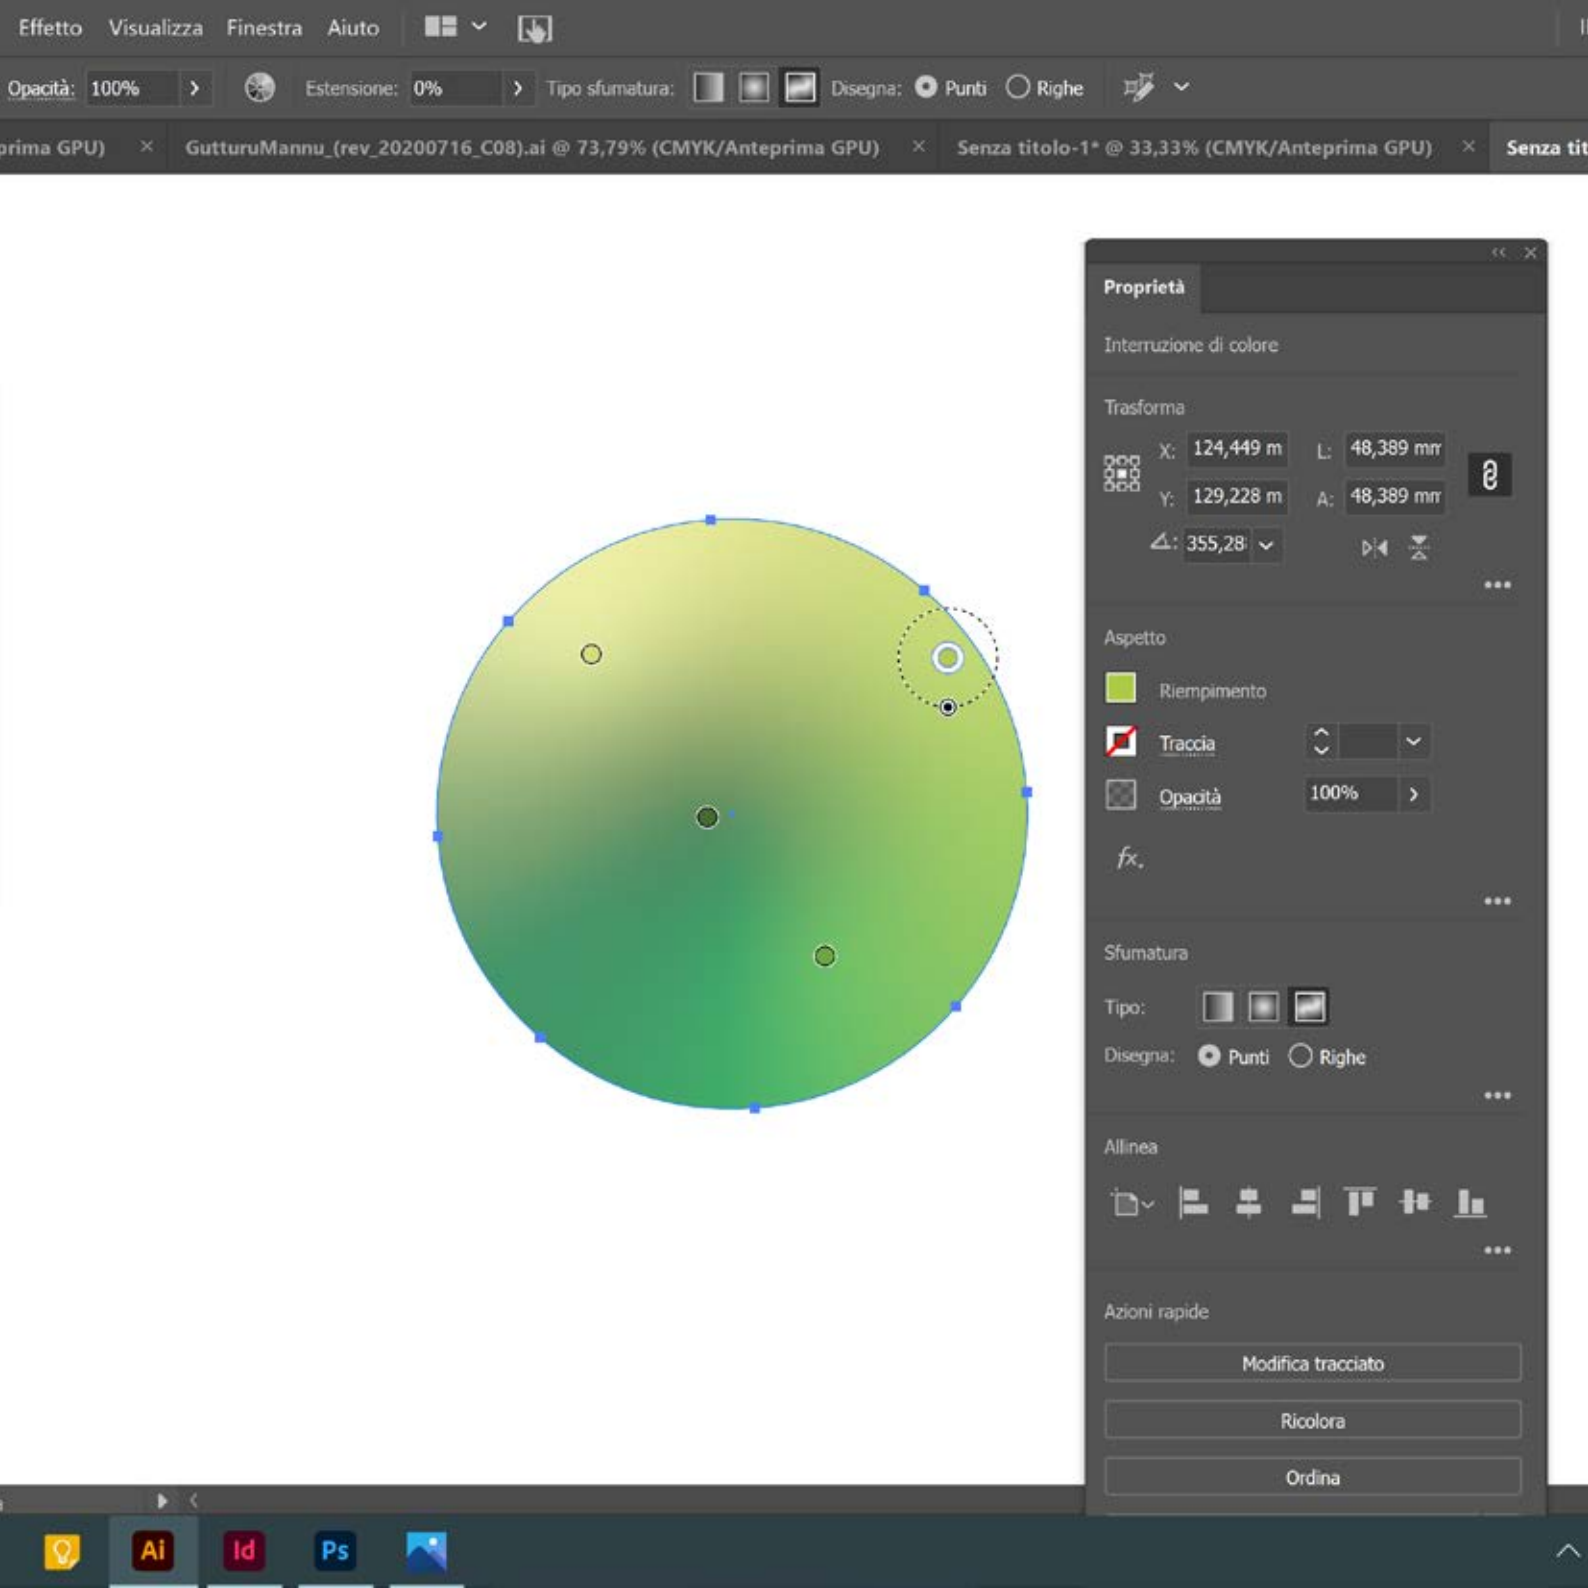 Effetto Visualizza Finestra Aiuto
Opacità: 100% Estensione: 0% Tipo sfumatura: Disegna: Punti Righe
prima GPU) × GutturuMannu_(rev_20200716_C08).ai @ 73,79% (CMYK/Anteprima GPU) × Senza titolo-1* @ 33,33% (CMYK/Anteprima GPU) × Senza tit
Proprietà
Interruzione di colore
Trasforma
X: 124,449 m L: 48,389 mm
Y: 129,228 m A: 48,389 mm
355,28
Aspetto
Riempimento
Traccia
Opacità 100%
fx.
Sfumatura
Tipo:
Disegna: Punti Righe
Allinea
Azioni rapide
Modifica tracciato
Ricolora
Ordina
Ai Id Ps